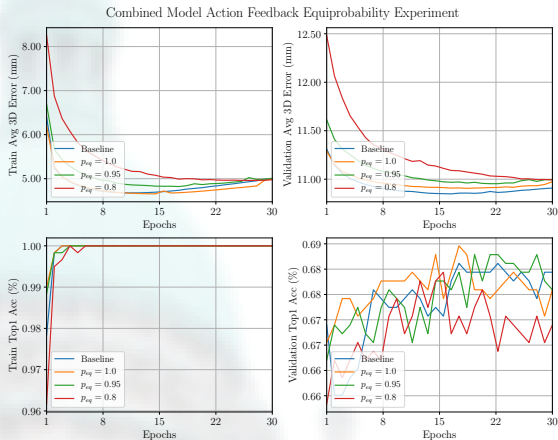 Combined Model Action Feedback Equiprobability Experiment
Train Avg 3D Error (mm)
8.00
7.00
6.00
5.00
Baseline
p_eq = 1.0
p_eq = 0.95
p_eq = 0.8
1 8 15 22 30
Epochs
Validation Avg 3D Error (mm)
12.50
12.00
11.50
11.00
Baseline
p_eq = 1.0
p_eq = 0.95
p_eq = 0.8
1 8 15 22 30
Epochs
Train Top1 Acc (%)
1.00
0.99
0.98
0.97
0.96
Baseline
p_eq = 1.0
p_eq = 0.95
p_eq = 0.8
1 8 15 22 30
Epochs
Validation Top1 Acc (%)
0.69
0.68
0.68
0.67
0.67
0.66
0.66
Baseline
p_eq = 1.0
p_eq = 0.95
p_eq = 0.8
1 8 15 22 30
Epochs